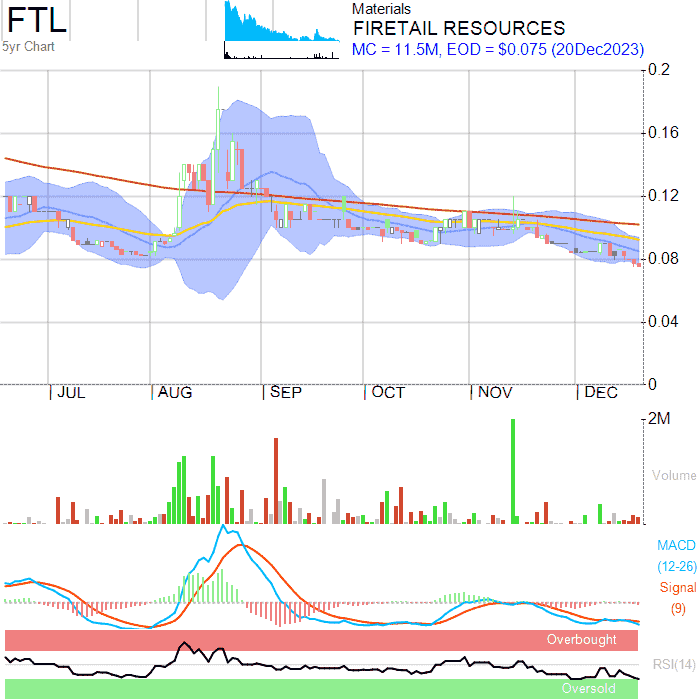 FTL
5yr Chart
Materials
FIRETAIL RESOURCES
MC = 11.5M, EOD = $0.075 (20Dec2023)
0.2
0.16
0.12
0.08
0.04
0
JUL AUG SEP OCT NOV DEC
2M
Volume
MACD
(12-26)
Signal
(9)
Overbought
RSI(14)
Oversold